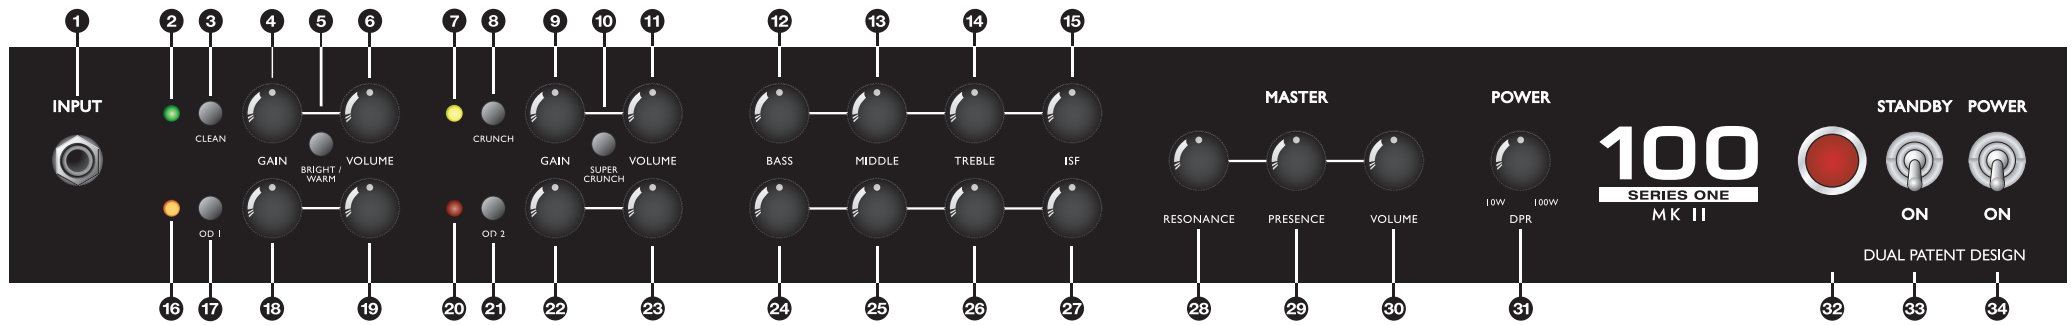 1 2 3 4 5 6 7 8 9 10 11 12 13 14 15
INPUT
CLEAN
GAIN
BRIGHT /
WARM
VOLUME
CRUNCH
GAIN
SUPER
CRUNCH
VOLUME
BASS
MIDDLE
TREBLE
ISF
OD 1
OD 2
MASTER
RESONANCE
PRESENCE
VOLUME
POWER
10W 100W
DPR
100
SERIES ONE
MK II
STANDBY POWER
ON ON
DUAL PATENT DESIGN
16 17 18 19 20 21 22 23 24 25 26 27 28 29 30 31 32 33 34